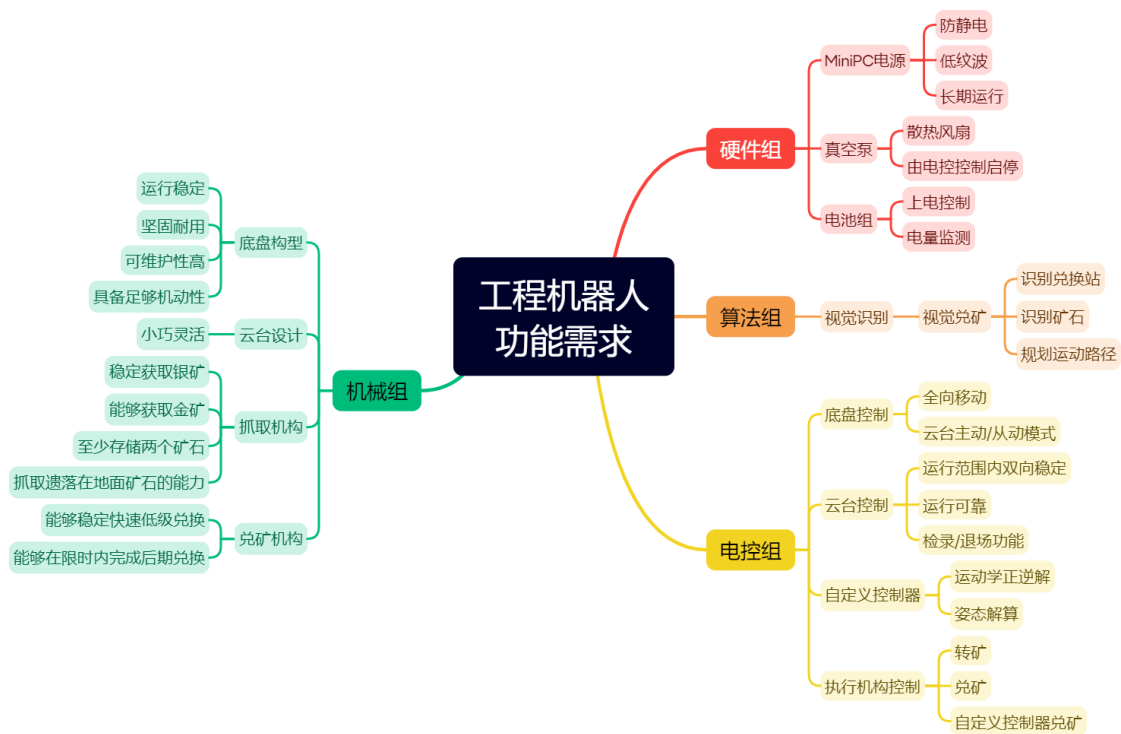 工程机器人
功能需求
硬件组
MiniPC电源
防静电
低纹波
长期运行
真空泵
散热风扇
由电控控制启停
电池组
上电控制
电量监测
算法组
视觉识别
视觉兑矿
识别兑换站
识别矿石
规划运动路径
电控组
底盘控制
全向移动
云台主动/从动模式
云台控制
运行范围内双向稳定
运行可靠
检录/退场功能
自定义控制器
运动学正逆解
姿态解算
执行机构控制
转矿
兑矿
自定义控制器兑矿
机械组
底盘构型
运行稳定
坚固耐用
可维护性高
具备足够机动性
云台设计
小巧灵活
抓取机构
稳定获取银矿
能够获取金矿
至少存储两个矿石
抓取遗落在地面矿石的能力
兑矿机构
能够稳定快速低级兑换
能够在限时内完成后期兑换